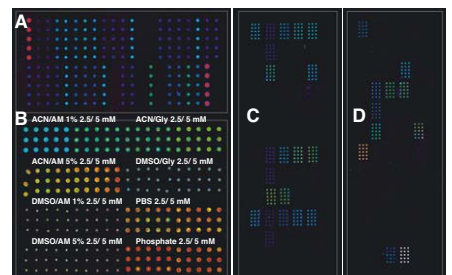 A
B
ACN/AM 1% 2.5/ 5 mM ACN/Gly 2.5/ 5 mM
ACN/AM 5% 2.5/ 5 mM DMSO/Gly 2.5/ 5 mM
DMSO/AM 1% 2.5/ 5 mM PBS 2.5/ 5 mM
DMSO/AM 5% 2.5/ 5 mM Phosphate 2.5/ 5 mM
C
D